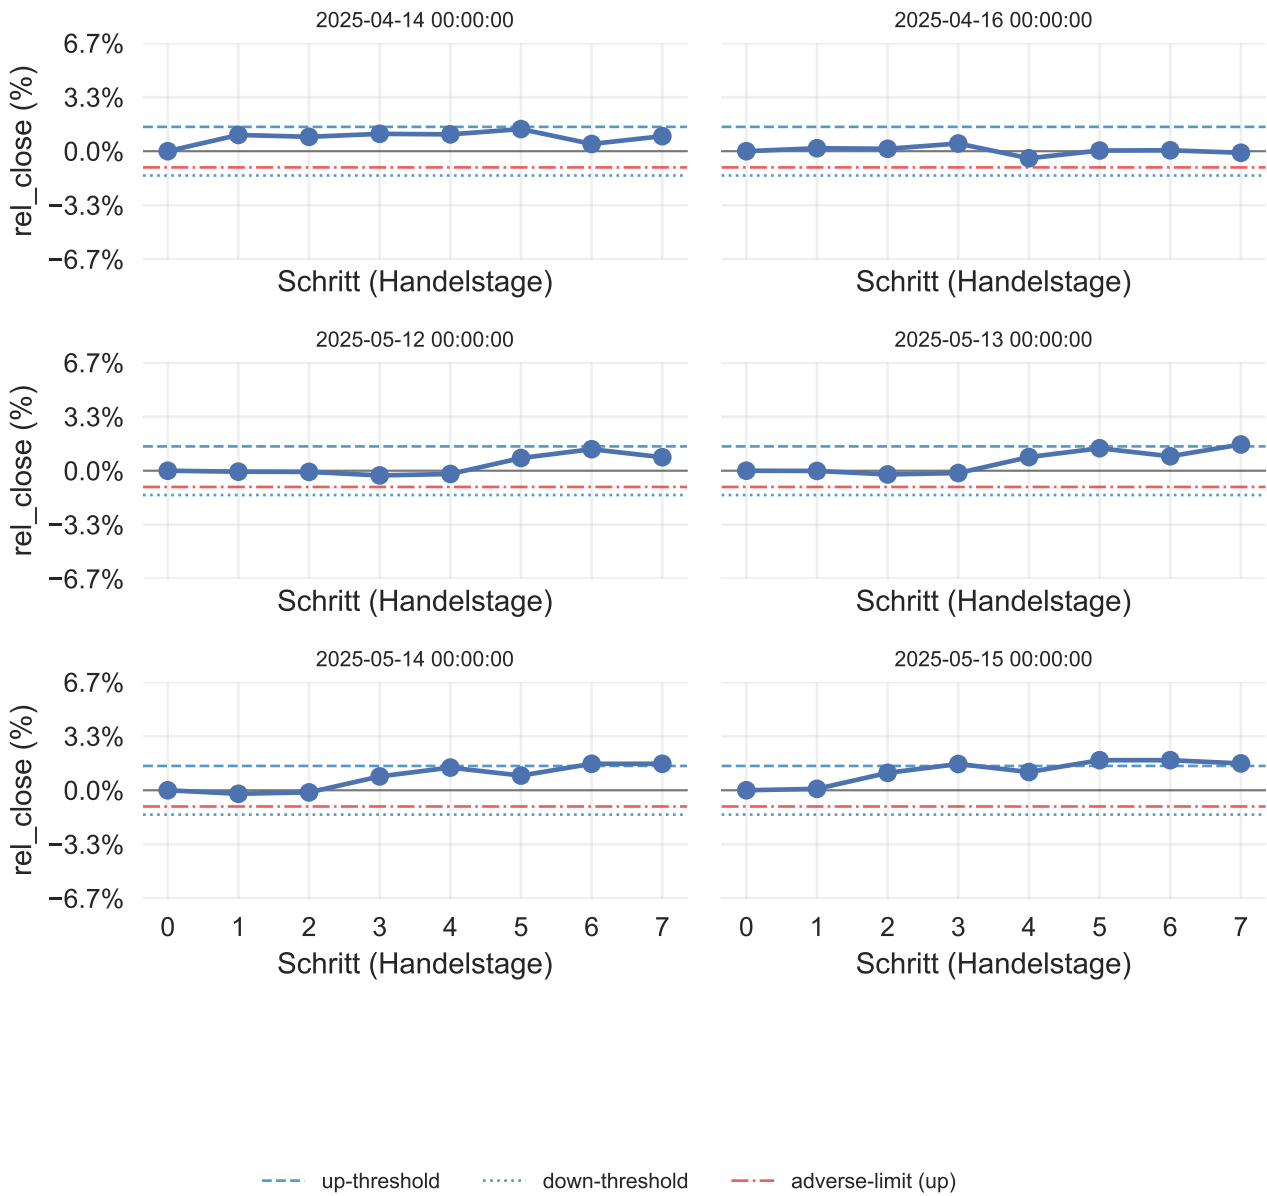 2025-04-14 00:00:00
2025-04-16 00:00:00
6.7%
3.3%
0.0%
−3.3%
−6.7%
rel_close (%)
Schritt (Handelstage)
Schritt (Handelstage)
2025-05-12 00:00:00
2025-05-13 00:00:00
6.7%
3.3%
0.0%
−3.3%
−6.7%
rel_close (%)
Schritt (Handelstage)
Schritt (Handelstage)
2025-05-14 00:00:00
2025-05-15 00:00:00
6.7%
3.3%
0.0%
−3.3%
−6.7%
rel_close (%)
0 1 2 3 4 5 6 7
0 1 2 3 4 5 6 7
Schritt (Handelstage)
Schritt (Handelstage)
up-threshold
down-threshold
adverse-limit (up)